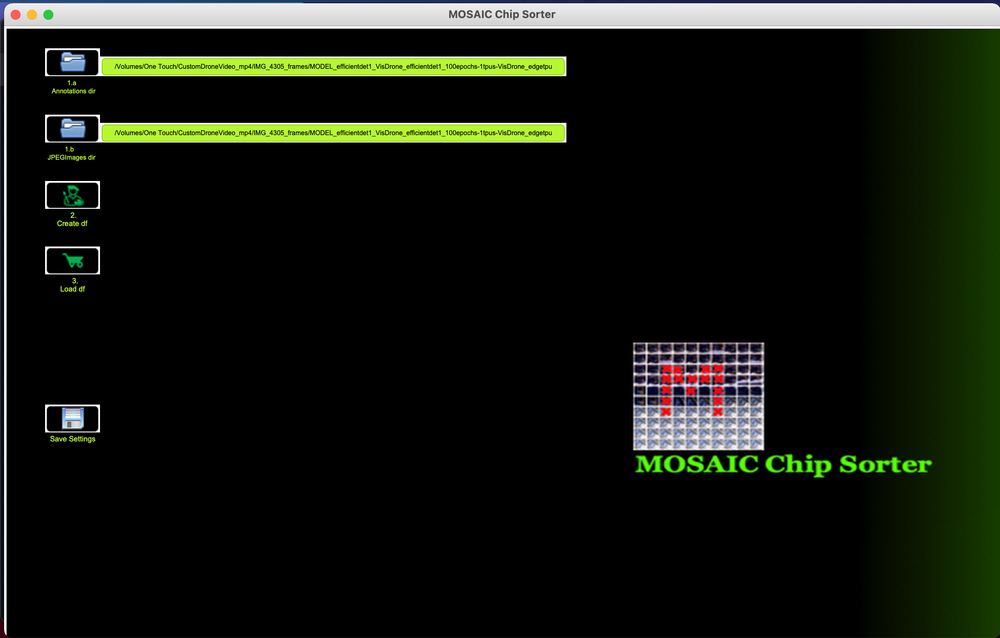 MOSAIC Chip Sorter
/Volumes/One Touch/CustomDroneVideo_mp4/IMG_4305_frames/MODEL_efficientdet1_VisDrone_efficientdet1_100epochs-1tpus-VisDrone_edgetpu
1.a
Annotations dir
/Volumes/One Touch/CustomDroneVideo_mp4/IMG_4305_frames/MODEL_efficientdet1_VisDrone_efficientdet1_100epochs-1tpus-VisDrone_edgetpu
1.b
JPEGImages dir
2.
Create df
3.
Load df
Save Settings
MOSAIC Chip Sorter